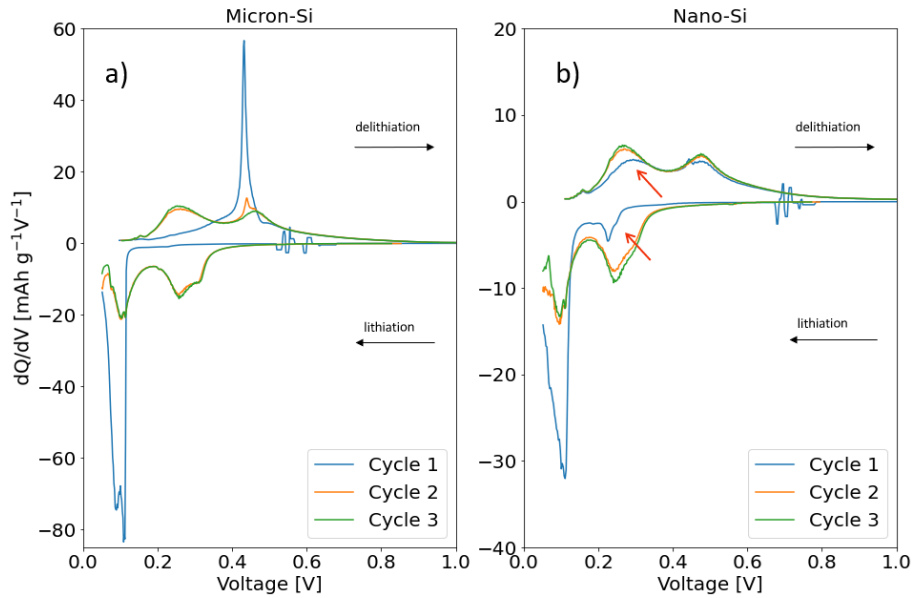 Micron-Si
a)
delithiation
lithiation
60
40
20
0
−20
−40
−60
−80
dQ/dV [mAh g⁻¹V⁻¹]
Cycle 1
Cycle 2
Cycle 3
0.0 0.2 0.4 0.6 0.8 1.0
Voltage [V]
Nano-Si
b)
delithiation
lithiation
20
10
0
−10
−20
−30
−40
Cycle 1
Cycle 2
Cycle 3
0.0 0.2 0.4 0.6 0.8 1.0
Voltage [V]